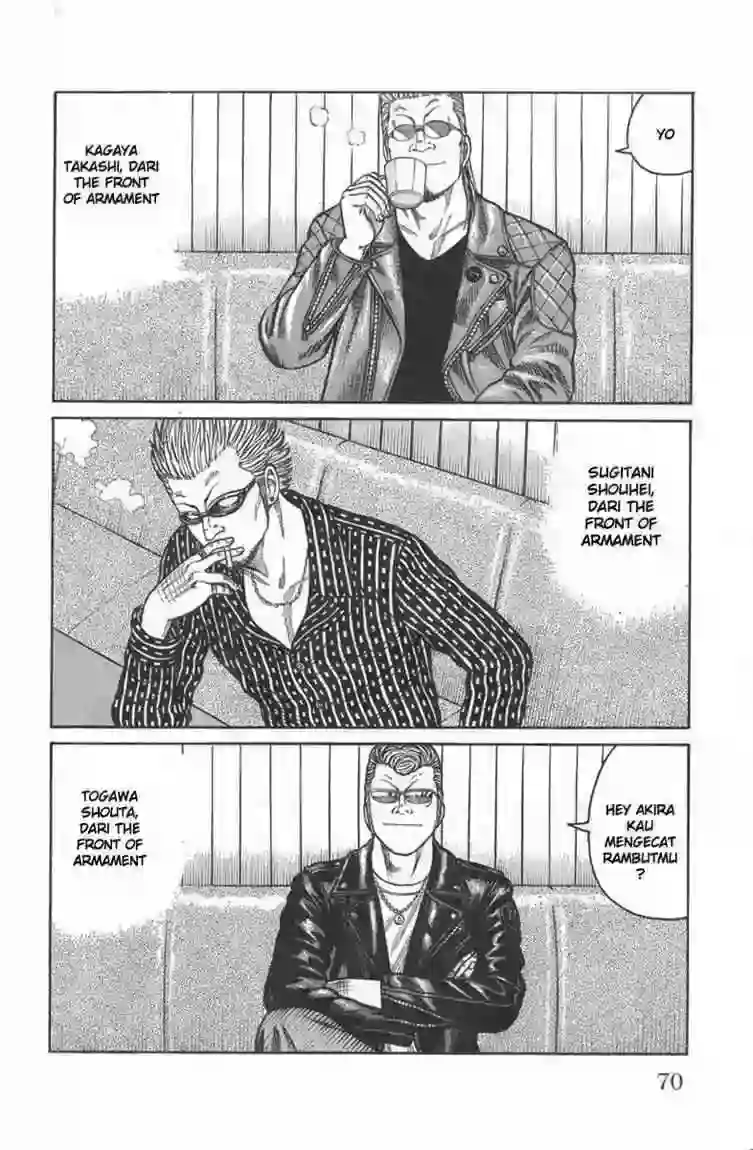 YO
KAGAYA
TAKASHI, DARI
THE FRONT
OF ARMAMENT
SUGITANI
SHOUHEI,
DARI THE
FRONT OF
ARMAMENT
HEY AKIRA
KAU
MENGECAT
RAMBUTMU
?
TOGAWA
SHOUTA,
DARI THE
FRONT OF
ARMAMENT
70